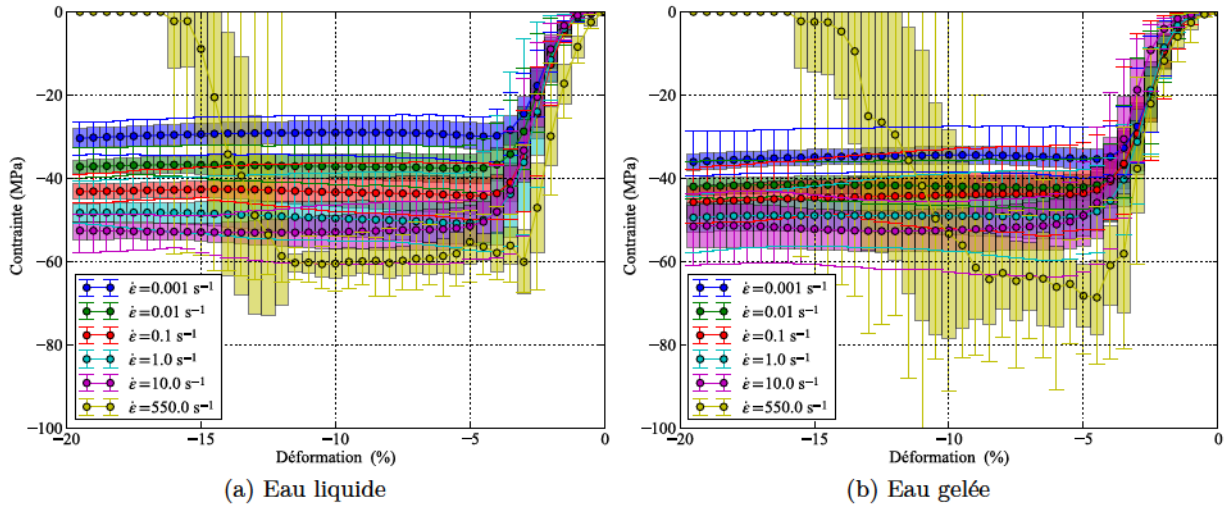 0
−20
−40
−60
−80
−100
Contrainte (MPa)
ε̇=0.001 s⁻¹
ε̇=0.01 s⁻¹
ε̇=0.1 s⁻¹
ε̇=1.0 s⁻¹
ε̇=10.0 s⁻¹
ε̇=550.0 s⁻¹
−20 −15 −10 −5 0
Déformation (%)
(a) Eau liquide
0
−20
−40
−60
−80
−100
Contrainte (MPa)
ε̇=0.001 s⁻¹
ε̇=0.01 s⁻¹
ε̇=0.1 s⁻¹
ε̇=1.0 s⁻¹
ε̇=10.0 s⁻¹
ε̇=550.0 s⁻¹
−20 −15 −10 −5 0
Déformation (%)
(b) Eau gelée